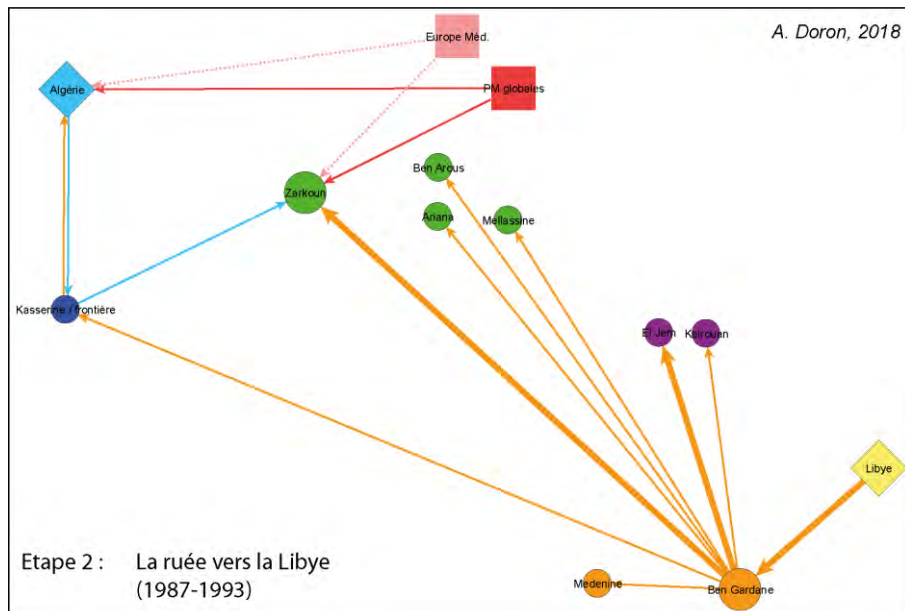 Europe Méd.
A. Doron, 2018
Algérie
PM globales
Ben Arous
Zarkoun
Ariana
Mellassine
Kasserine / frontière
El Jem
Kairouan
Libye
Etape 2 : La ruée vers la Libye
(1987-1993)
Medenine
Ben Gardane